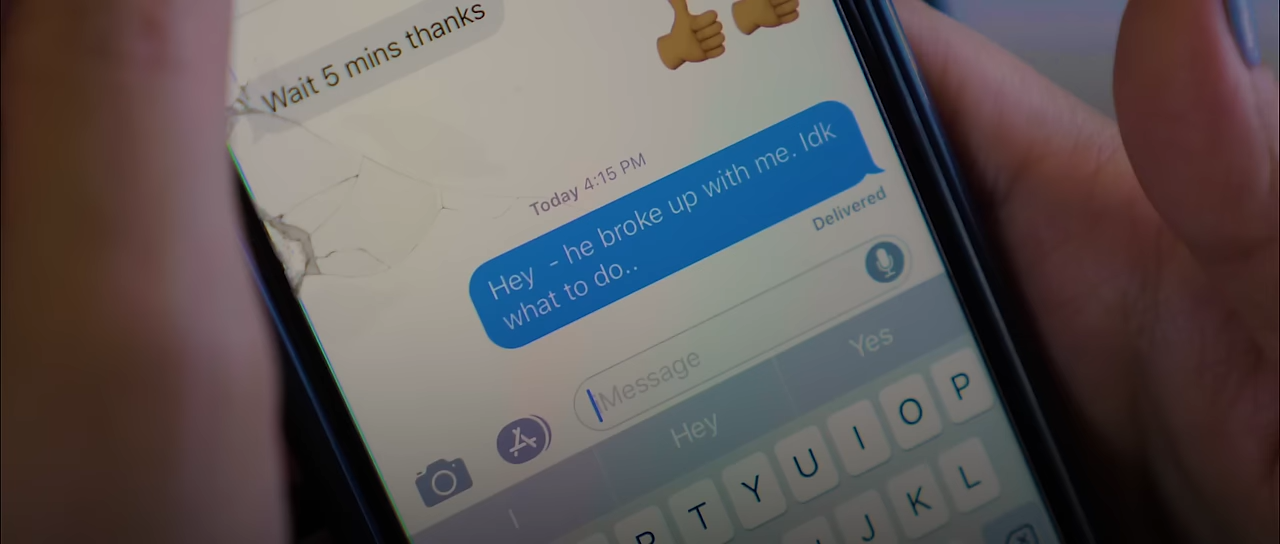 Wait 5 mins thanks
Today 4:15 PM
Hey - he broke up with me. Idk
what to do..
Delivered
Message
I Hey Yes
R T Y U I O P
J K L